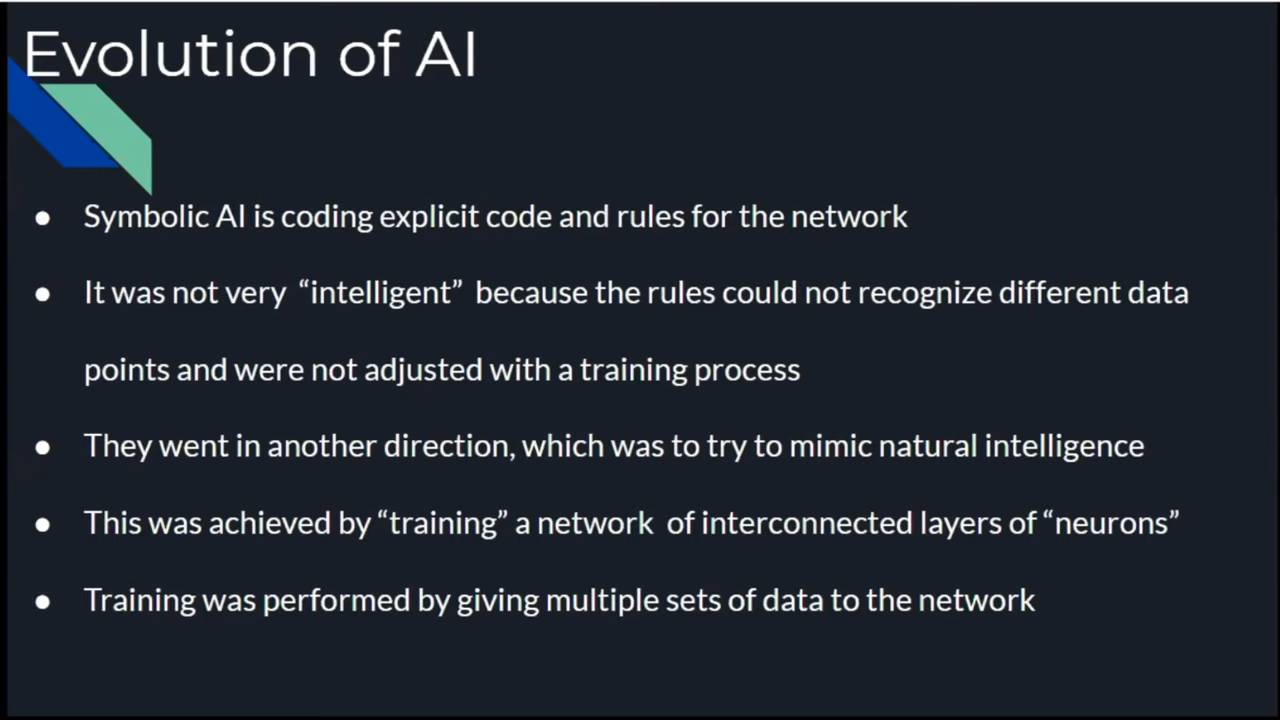 Evolution of AI
● Symbolic AI is coding explicit code and rules for the network
● It was not very “intelligent” because the rules could not recognize different data
points and were not adjusted with a training process
● They went in another direction, which was to try to mimic natural intelligence
● This was achieved by “training” a network of interconnected layers of “neurons”
● Training was performed by giving multiple sets of data to the network